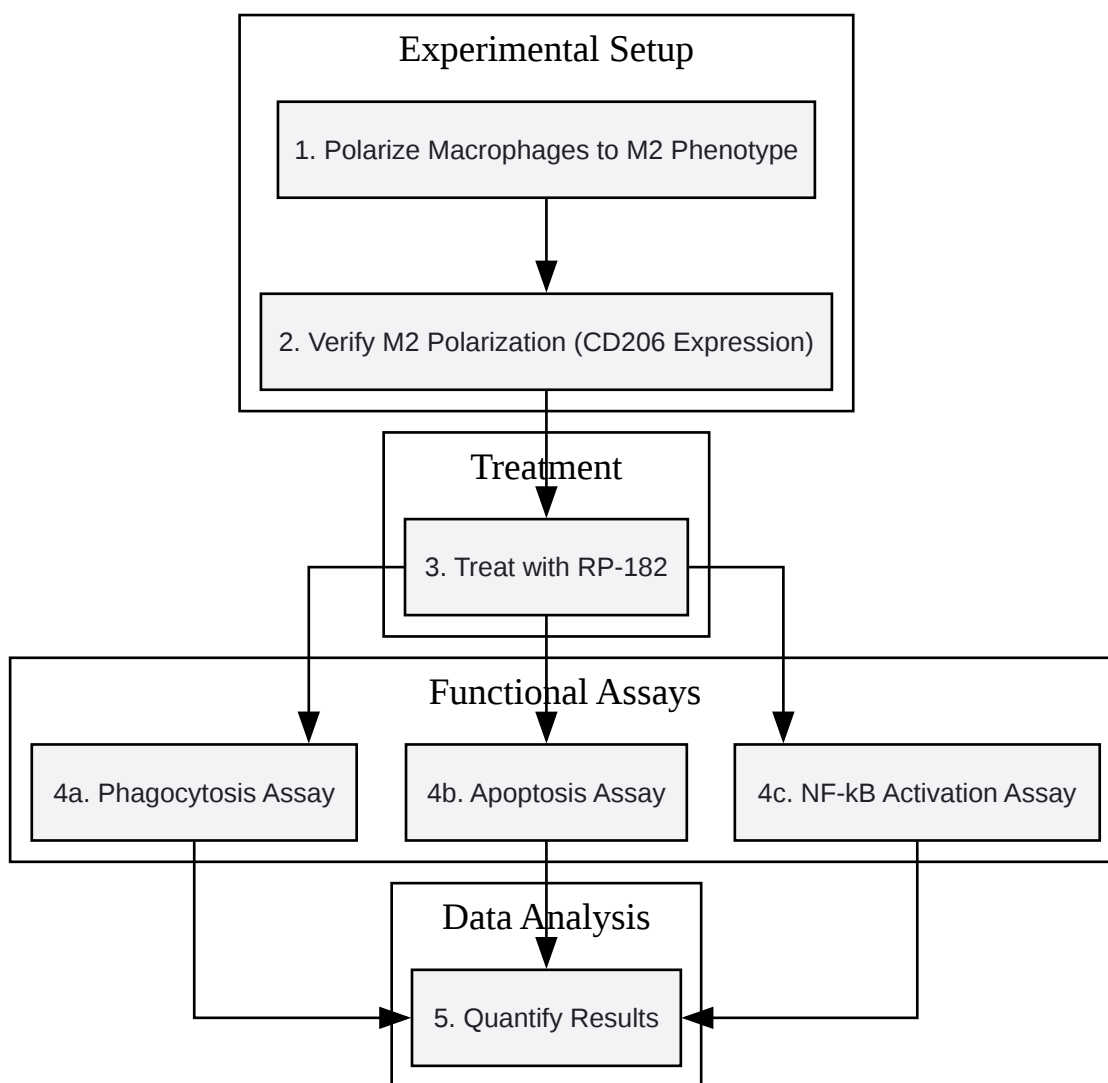 Experimental Setup
1. Polarize Macrophages to M2 Phenotype
2. Verify M2 Polarization (CD206 Expression)
Treatment
3. Treat with RP-182
Functional Assays
4a. Phagocytosis Assay
4b. Apoptosis Assay
4c. NF-kB Activation Assay
Data Analysis
5. Quantify Results